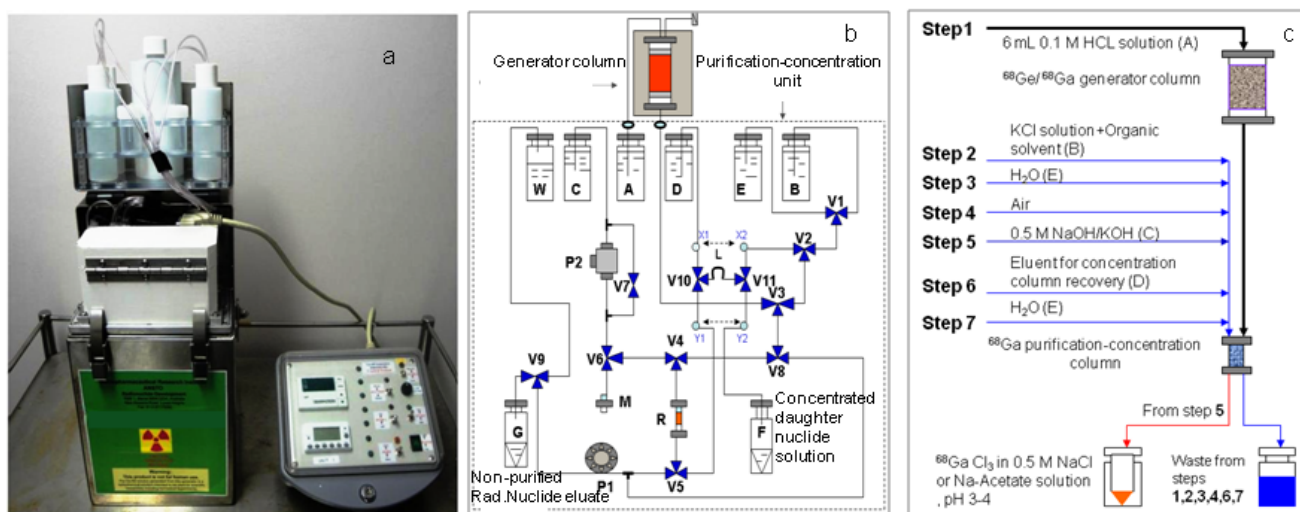 a
b
Generator column
Purification-concentration
unit
W
C
A
D
E
B
V1
X1
X2
V2
L
P2
V7
V10
V11
V3
Y1
Y2
V9
V6
V4
V8
M
G
R
F
Concentrated
daughter
nuclide
solution
Non-purified
Rad.Nuclide eluate
P1
V5
c
Step1
6 mL 0.1 M HCL solution (A)
⁶⁸Ge/⁶⁸Ga generator column
KCl solution +Organic
solvent (B)
Step 2
Step 3
H₂O (E)
Step 4
Air
Step 5
0.5 M NaOH/KOH (C)
Eluent for concentration
column recovery (D)
Step 6
Step 7
H₂O (E)
⁶⁸Ga purification-concentration
column
From step 5
⁶⁸Ga Cl₃ in 0.5 M NaCl
or Na-Acetate solution
, pH 3-4
Waste from
steps
1,2,3,4,6,7